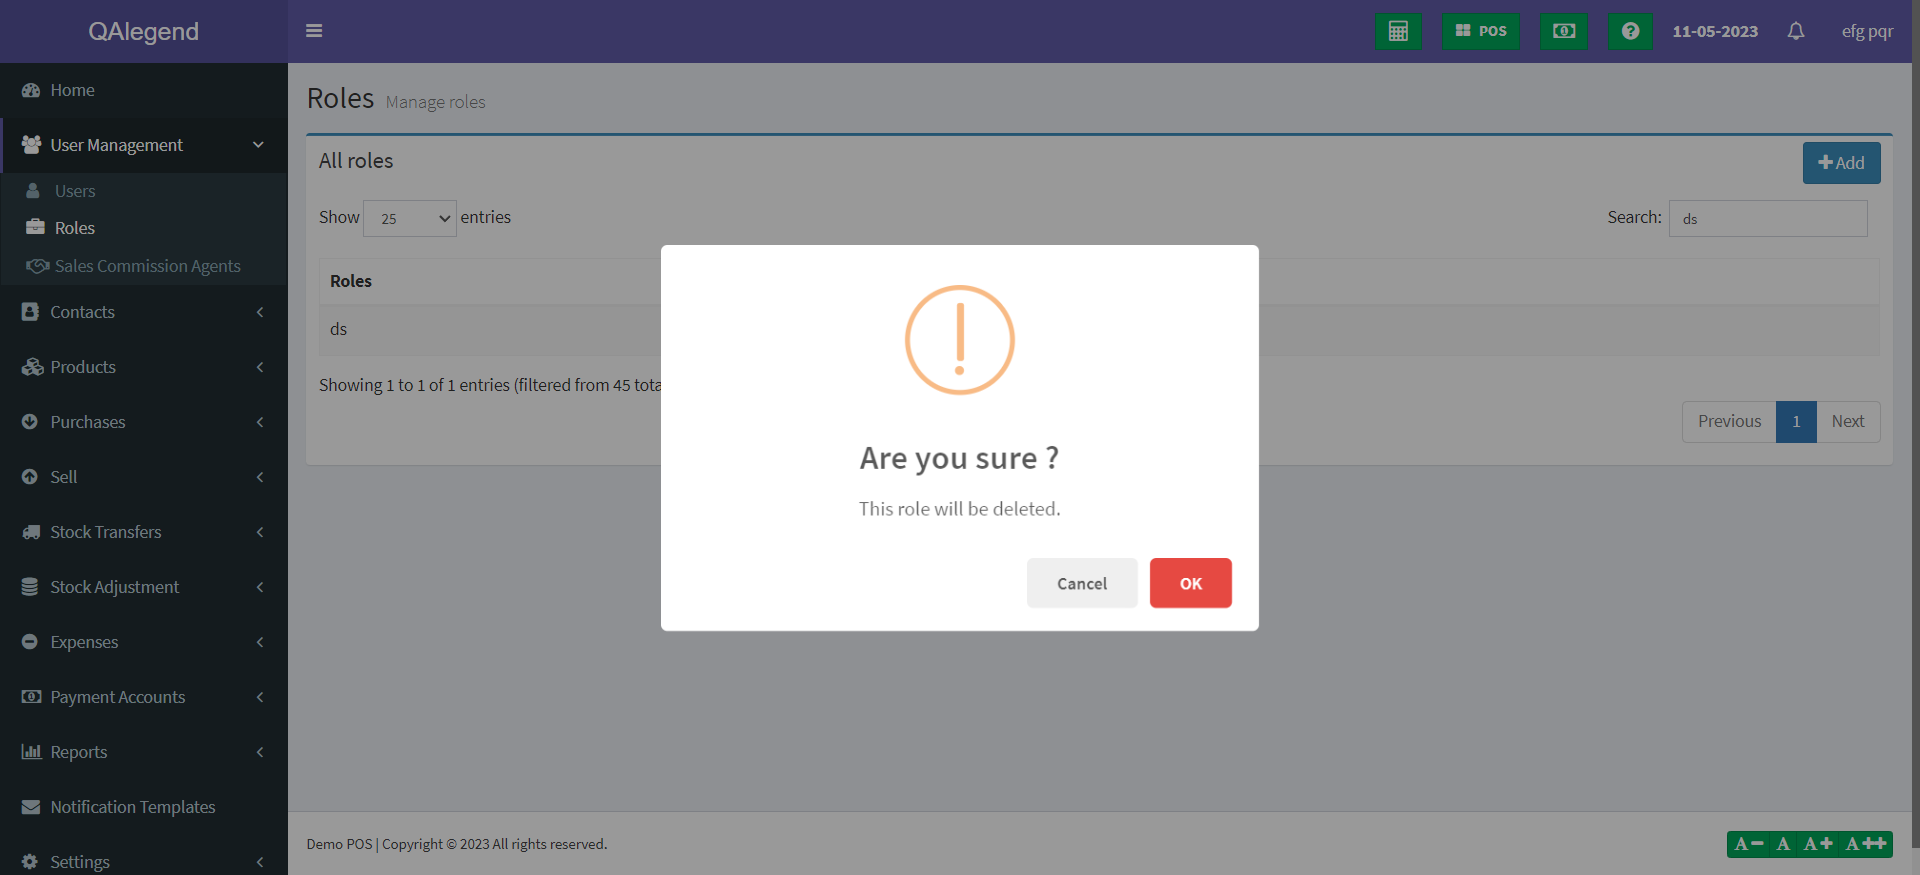 QAlegend
POS
11-05-2023
efg pqr
Home
User Management
Users
Roles
Sales Commission Agents
Contacts
Products
Purchases
Sell
Stock Transfers
Stock Adjustment
Expenses
Payment Accounts
Reports
Notification Templates
Settings
Roles Manage roles
All roles
Add
Show 25 entries
Search: ds
Roles
ds
Showing 1 to 1 of 1 entries (filtered from 45
Previous 1 Next
Are you sure ?
This role will be deleted.
Cancel OK
Demo POS | Copyright © 2023 All rights reserved.
A- A A+ A++